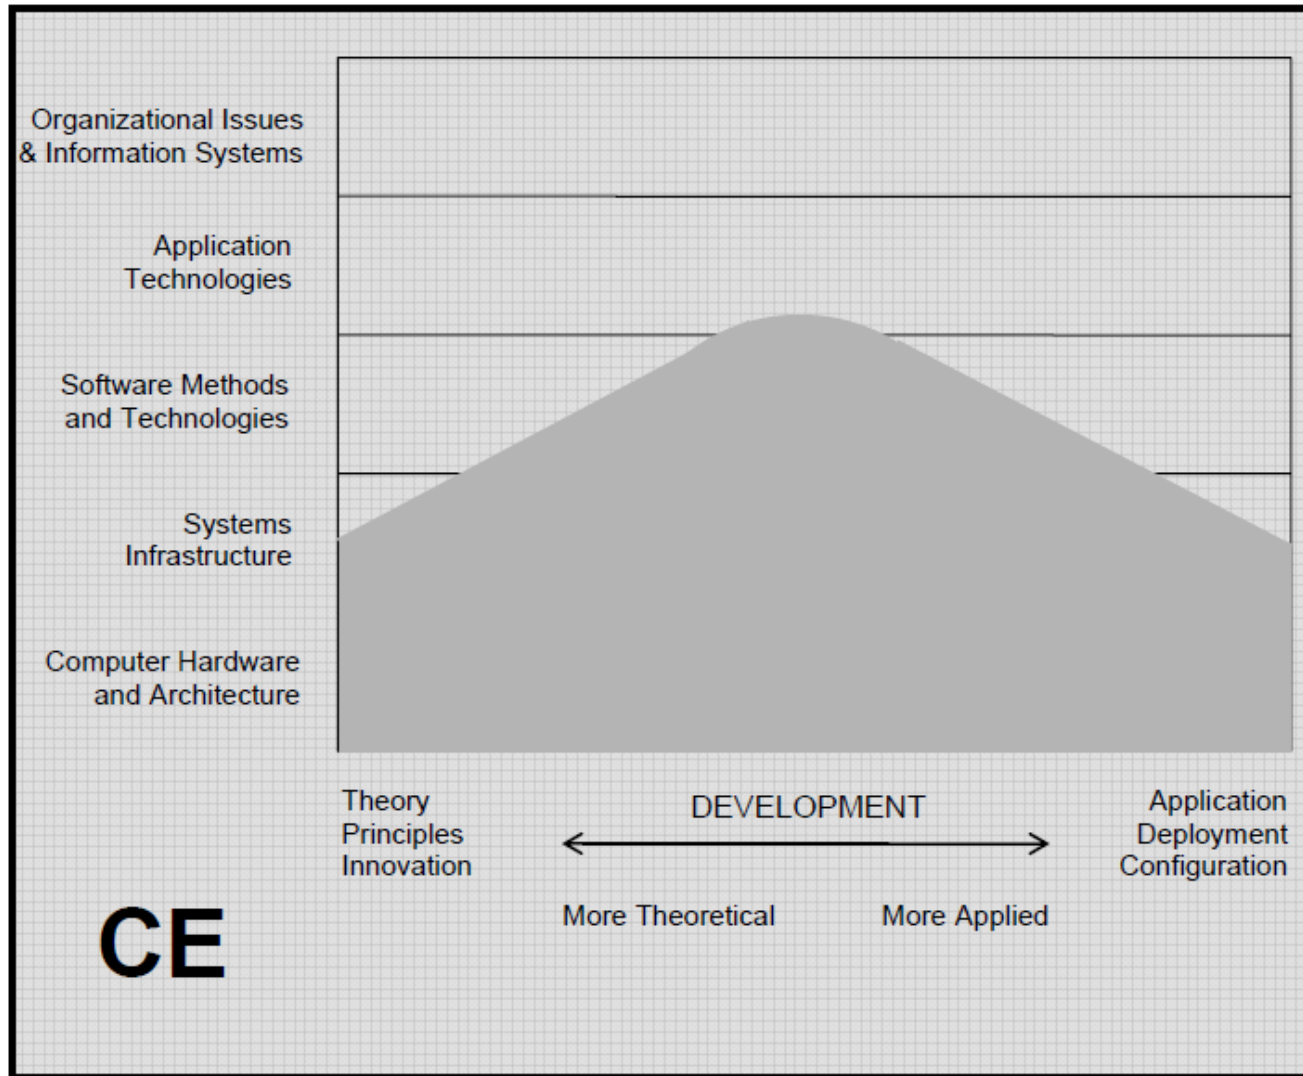 Organizational Issues
& Information Systems
Application
Technologies
Software Methods
and Technologies
Systems
Infrastructure
Computer Hardware
and Architecture
Theory
Principles
Innovation
DEVELOPMENT
Application
Deployment
Configuration
More Theoretical
More Applied
CE